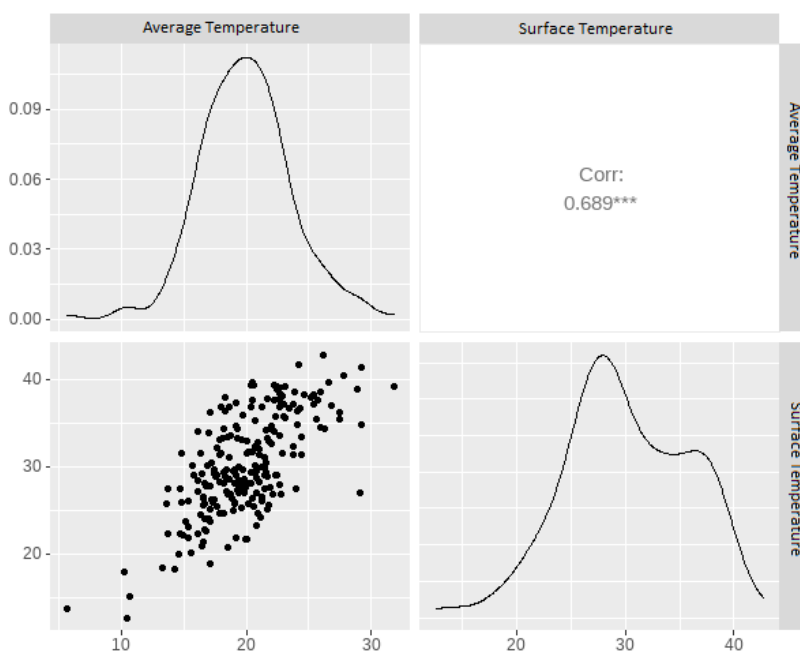 Average Temperature
Surface Temperature
0.09
0.06
0.03
0.00
Corr:
0.689***
Average Temperature
40
30
20
Surface Temperature
10
20
30
20
30
40